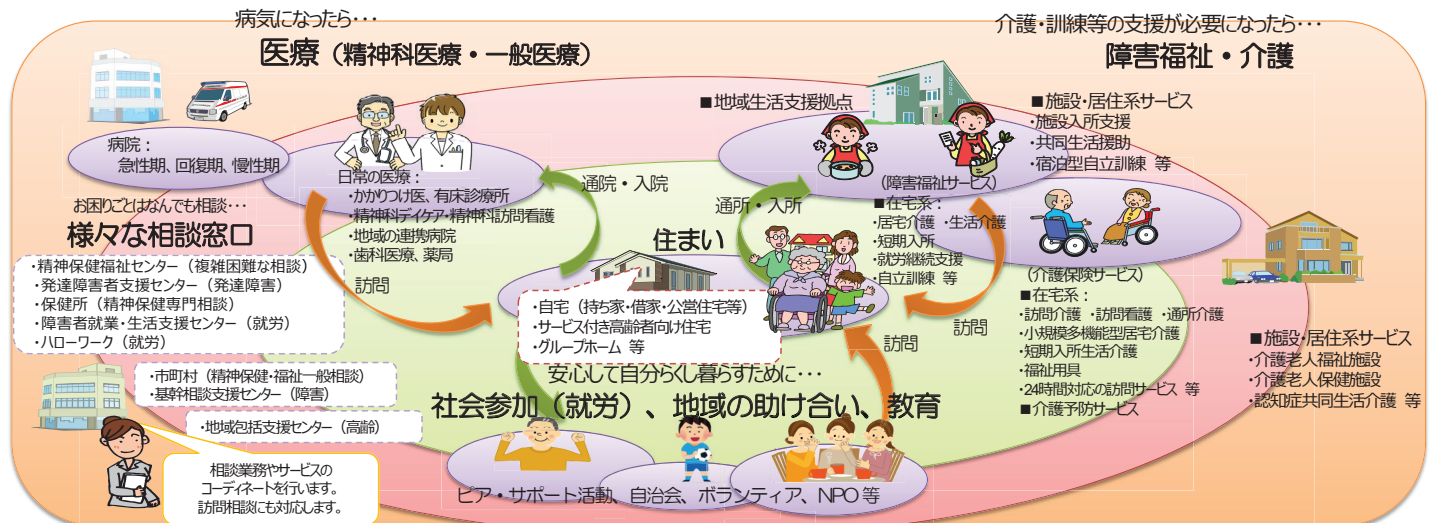 病気になったら･･･
医療（精神科医療・一般医療）
介護・訓練等の支援が必要になったら･･･
障害福祉・介護
病院：
急性期、回復期、慢性期
日常の医療：
・かかりつけ医、有床診療所
・精神科デイケア・精神科訪問看護
・地域の連携病院
・歯科医療、薬局
通院・入院
訪問
お困りごとはなんでも相談･･･
様々な相談窓口
・精神保健福祉センター（複雑困難な相談）
・発達障害者支援センター（発達障害）
・保健所（精神保健専門相談）
・障害者就業・生活支援センター（就労）
・ハローワーク（就労）
・市町村（精神保健・福祉一般相談）
・基幹相談支援センター（障害）
・地域包括支援センター（高齢）
相談業務やサービスの
コーディネートを行います。
訪問相談にも対応します。
住まい
・自宅（持ち家・借家・公営住宅等）
・サービス付き高齢者向け住宅
・グループホーム 等
通所・入所
■地域生活支援拠点
■施設・居住系サービス
・施設入所支援
・共同生活援助
・宿泊型自立訓練 等
（障害福祉サービス）
■在宅系：
・居宅介護 ・生活介護
・短期入所
・就労継続支援
・自立訓練 等
訪問
訪問
（介護保険サービス）
■在宅系：
・訪問介護 ・訪問看護 ・通所介護
・小規模多機能型居宅介護
・短期入所生活介護
・福祉用具
・24時間対応の訪問サービス 等
■介護予防サービス
■施設・居住系サービス
・介護老人福祉施設
・介護老人保健施設
・認知症共同生活介護 等
安心して自分らしく暮らすために･･･
社会参加（就労）、地域の助け合い、教育
ピア・サポート活動、自治会、ボランティア、NPO 等